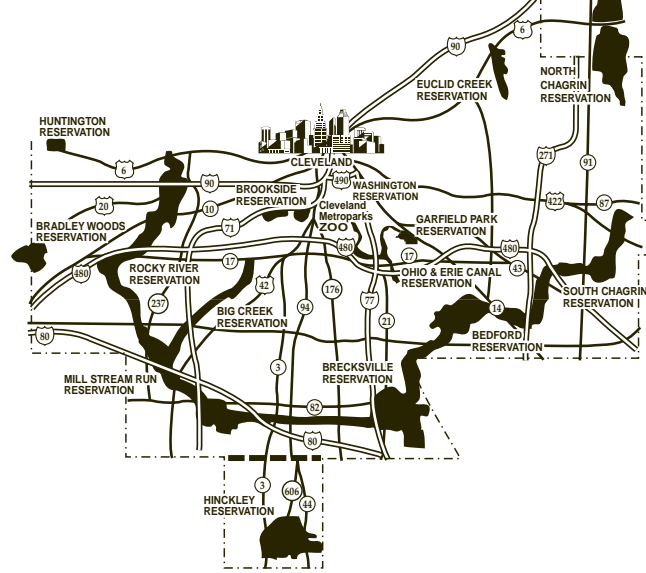 90
6
NORTH
CHAGRIN
RESERVATION
EUCLID CREEK
RESERVATION
HUNTINGTON
RESERVATION
271
91
CLEVELAND
6
90
490
WASHINGTON
RESERVATION
BROOKSIDE
RESERVATION
20
10
422
87
Cleveland
Metroparks
ZOO
GARFIELD PARK
RESERVATION
BRADLEY WOODS
RESERVATION
71
480
480
17
17
480
43
ROCKY RIVER
RESERVATION
OHIO & ERIE CANAL
RESERVATION
42
176
77
SOUTH CHAGRIN
RESERVATION
237
94
14
BIG CREEK
RESERVATION
21
80
BEDFORD
RESERVATION
3
BRECKSVILLE
RESERVATION
MILL STREAM RUN
RESERVATION
82
80
3
606
44
HINCKLEY
RESERVATION